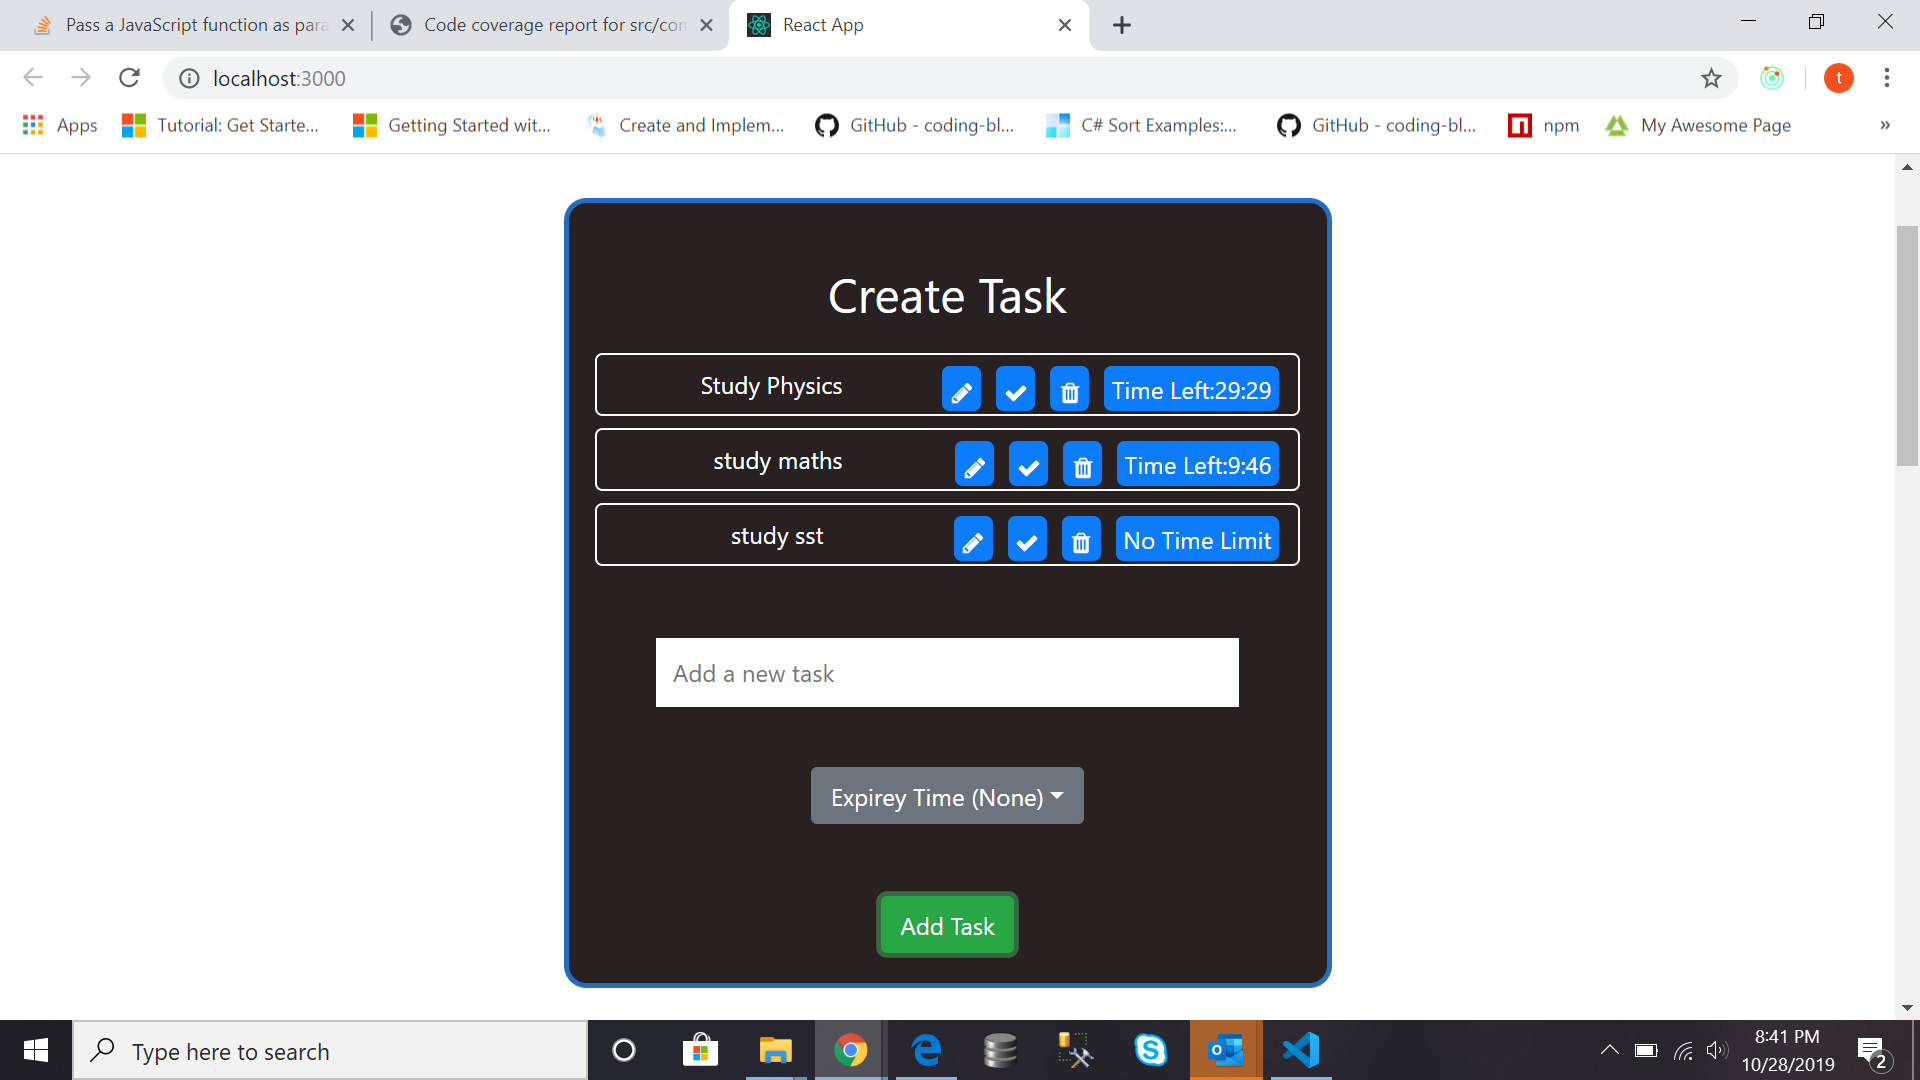 Pass a JavaScript function as para
Code coverage report for src/con
React App
localhost:3000
t
Apps
Tutorial: Get Starte...
Getting Started wit...
Create and Implem...
GitHub - coding-bl...
C# Sort Examples:...
GitHub - coding-bl...
npm
My Awesome Page
»
Create Task
Study Physics
Time Left:29:29
study maths
Time Left:9:46
study sst
No Time Limit
Add a new task
Expirey Time (None)
Add Task
Type here to search
8:41 PM
10/28/2019
2